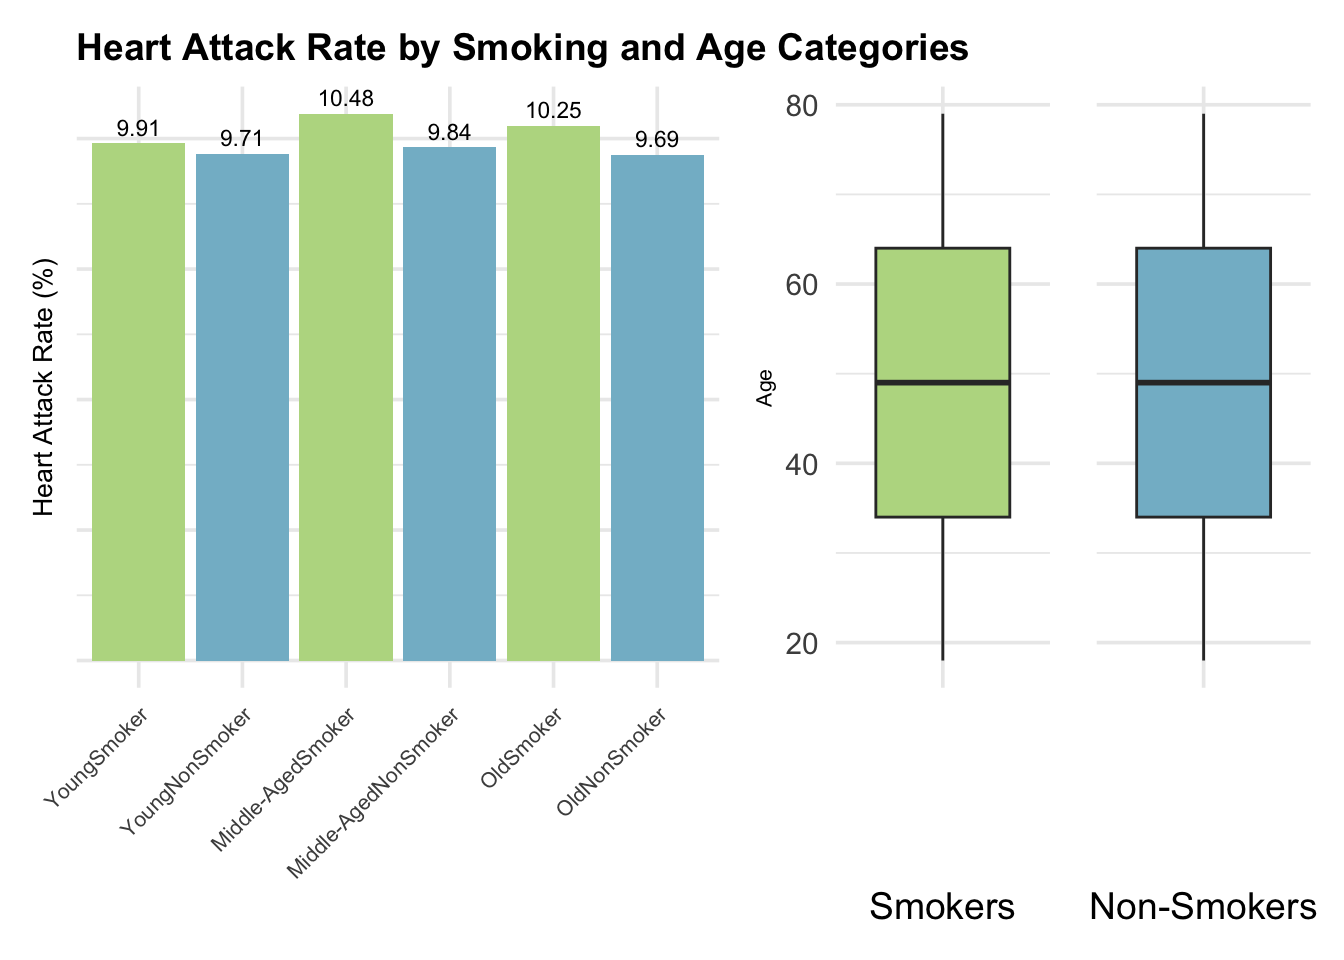 Heart Attack Rate by Smoking and Age Categories
Heart Attack Rate (%)
9.91
9.71
10.48
9.84
10.25
9.69
YoungSmoker
YoungNonSmoker
Middle-AgedSmoker
Middle-AgedNonSmoker
OldSmoker
OldNonSmoker
Age
80
60
40
20
Smokers
Non-Smokers